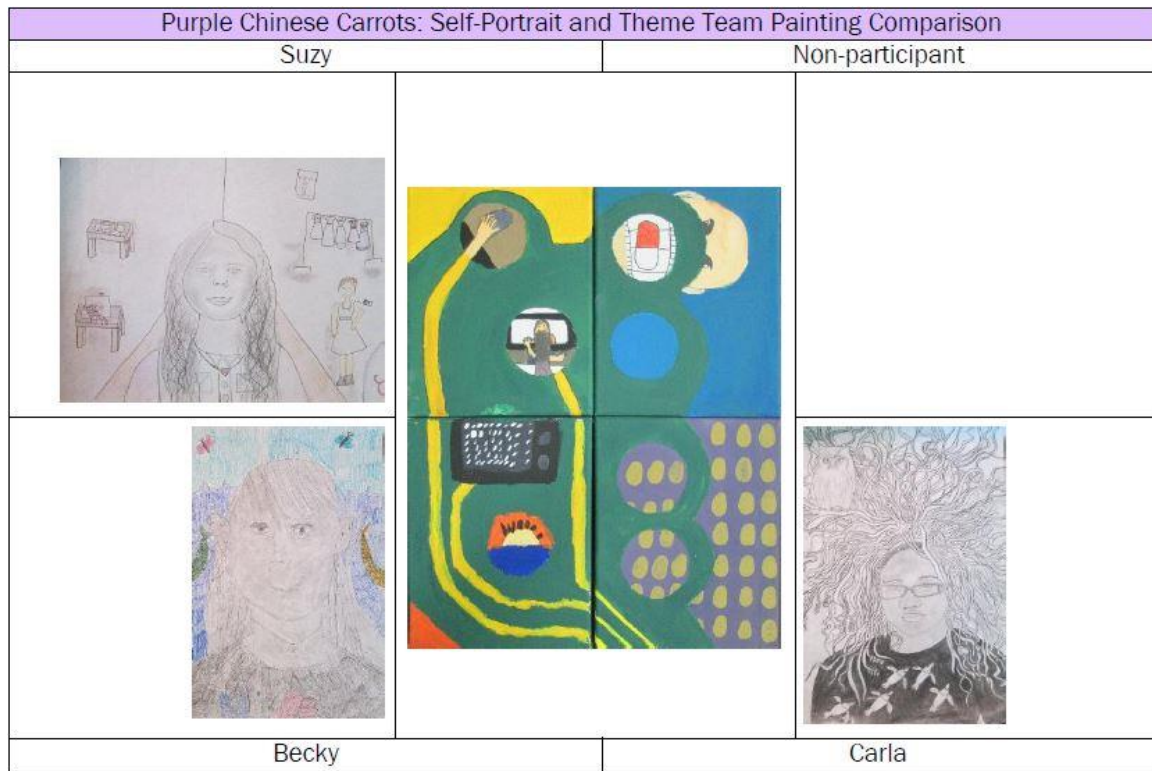 Purple Chinese Carrots: Self-Portrait and Theme Team Painting Comparison
Suzy
Non-participant
Becky
Carla